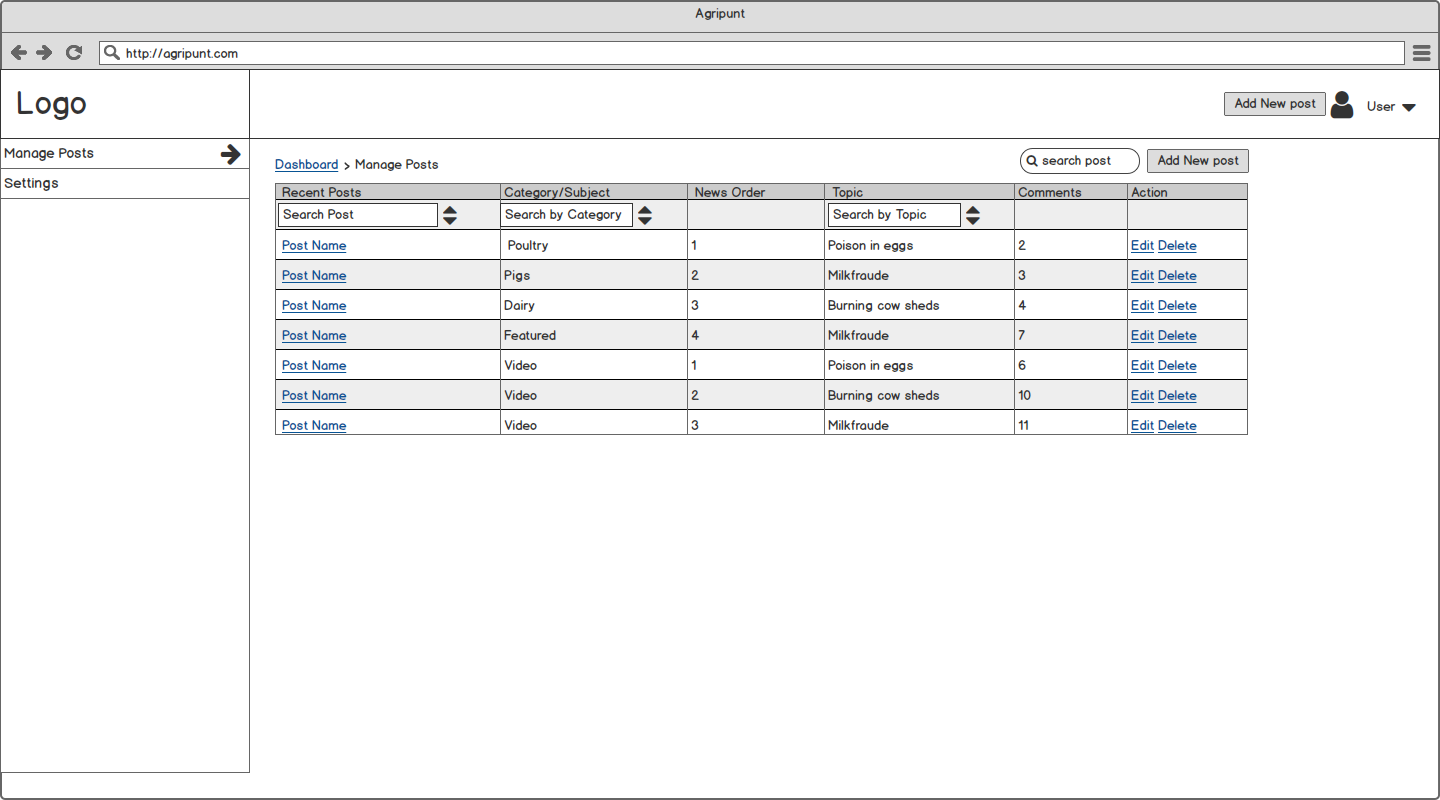 Agripunt
http://agripunt.com
Logo
Add New post User
Manage Posts
Settings
Dashboard > Manage Posts search post Add New post
Recent Posts Category/Subject News Order Topic Comments Action
Search Post Search by Category Search by Topic
Post Name Poultry 1 Poison in eggs 2 Edit Delete
Post Name Pigs 2 Milkfraude 3 Edit Delete
Post Name Dairy 3 Burning cow sheds 4 Edit Delete
Post Name Featured 4 Milkfraude 7 Edit Delete
Post Name Video 1 Poison in eggs 6 Edit Delete
Post Name Video 2 Burning cow sheds 10 Edit Delete
Post Name Video 3 Milkfraude 11 Edit Delete